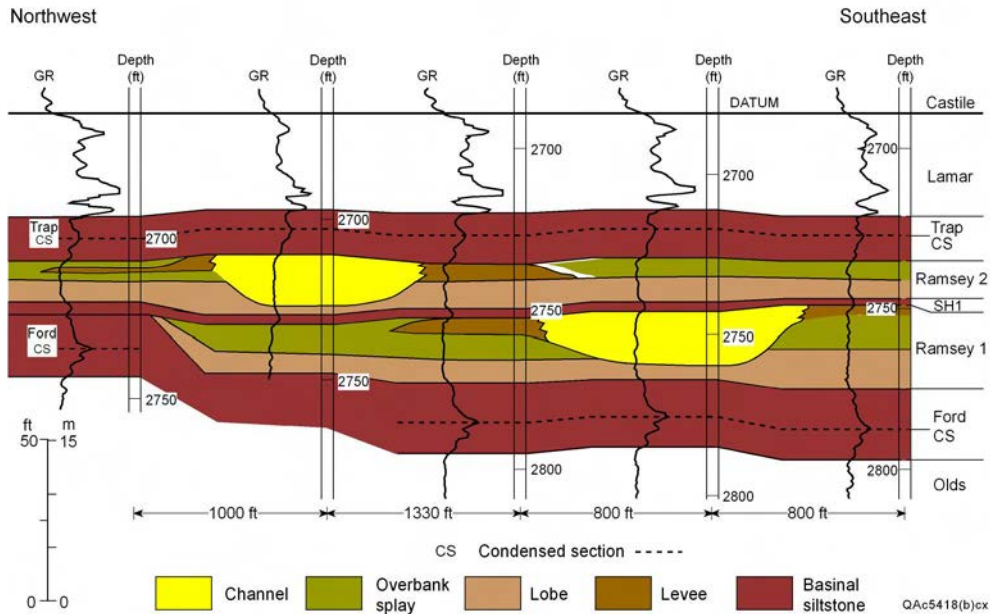 Northwest
Southeast
GR Depth (ft)
GR Depth (ft)
GR Depth (ft)
GR Depth (ft)
GR Depth (ft)
DATUM
Castile
2700
2700
2700
Lamar
2700
2700
Trap CS
Trap CS
Ramsey 2
2750
2750
SH1
Ford CS
2750
Ramsey 1
2750
2750
Ford CS
2800
2800
2800
Olds
ft m
50 15
0 0
1000 ft
1330 ft
800 ft
800 ft
CS Condensed section
Channel
Overbank splay
Lobe
Levee
Basinal siltstone
QAc5418(b)cx